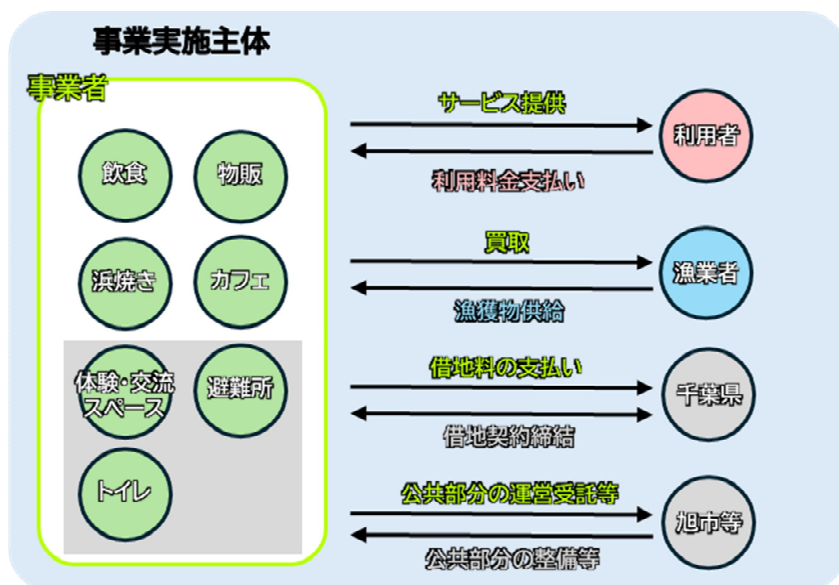 事業実施主体
事業者
飲食
物販
浜焼き
カフェ
体験・交流
スペース
避難所
トイレ
サービス提供
利用料金支払い
利用者
買取
漁獲物供給
漁業者
借地料の支払い
借地契約締結
千葉県
公共部分の運営受託等
公共部分の整備等
旭市等